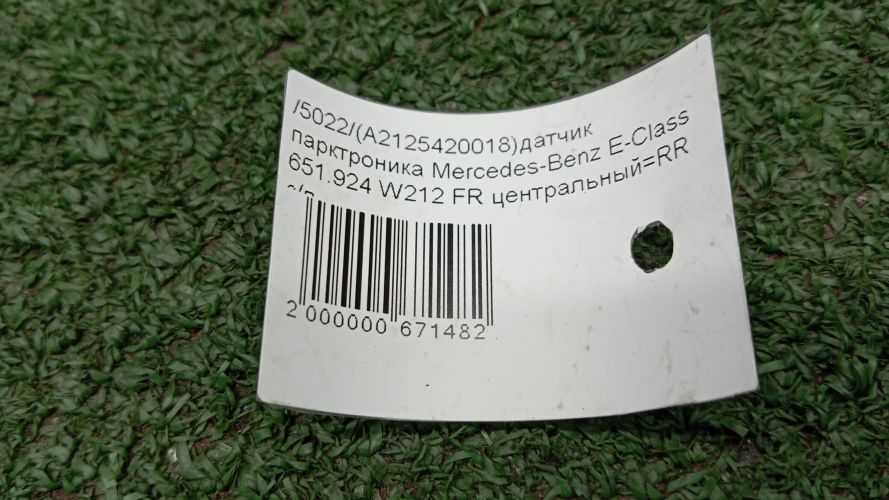 /5022/(A2125420018)датчик
парктроника Mercedes-Benz E-Class
651.924 W212 FR центральный=RR
2 000000 671482